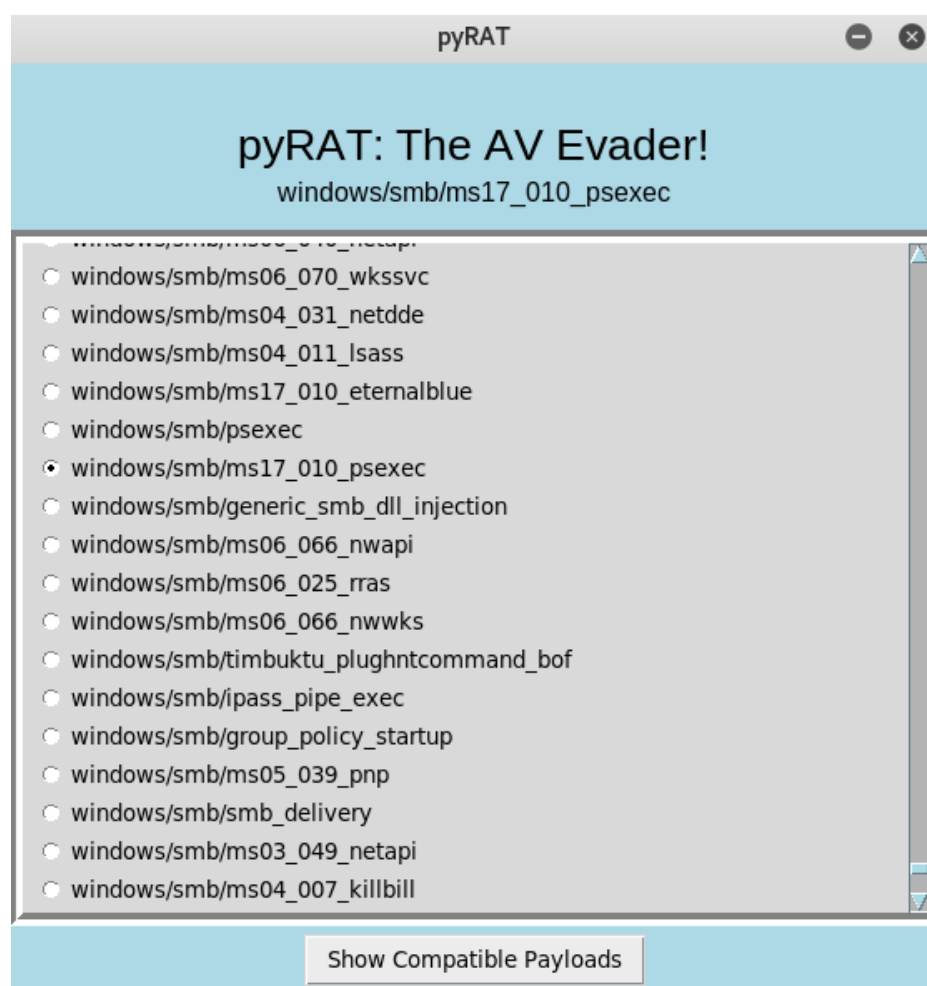 pyRAT
pyRAT: The AV Evader!
windows/smb/ms17_010_psexec
windows/smb/ms06_070_wkssvc
windows/smb/ms04_031_netdde
windows/smb/ms04_011_lsass
windows/smb/ms17_010_eternalblue
windows/smb/psexec
windows/smb/ms17_010_psexec
windows/smb/generic_smb_dll_injection
windows/smb/ms06_066_nwapi
windows/smb/ms06_025_rras
windows/smb/ms06_066_nwwks
windows/smb/timbuktu_plughntcommand_bof
windows/smb/ipass_pipe_exec
windows/smb/group_policy_startup
windows/smb/ms05_039_pnp
windows/smb/smb_delivery
windows/smb/ms03_049_netapi
windows/smb/ms04_007_killbill
Show Compatible Payloads